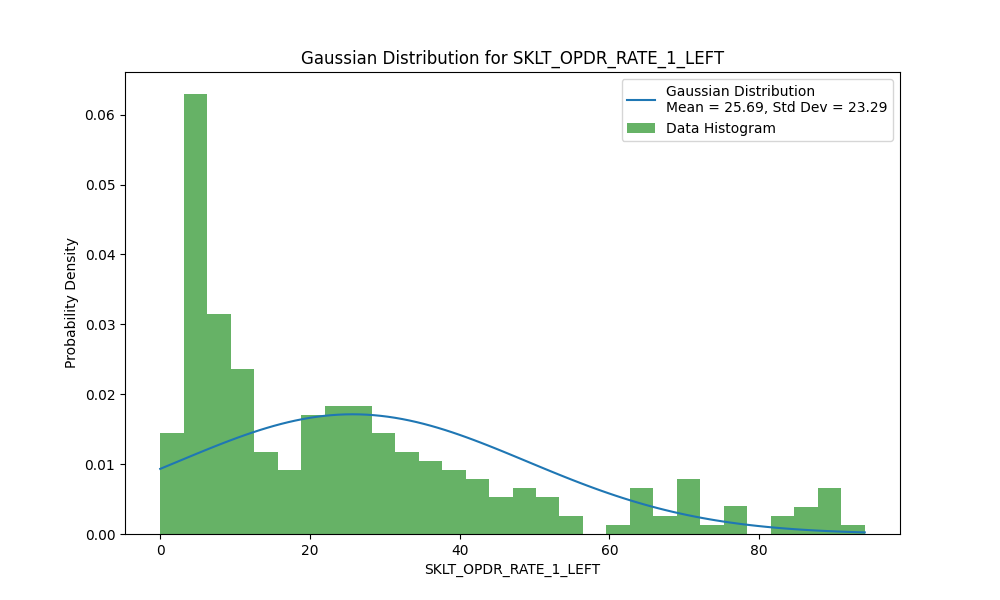 Gaussian Distribution for SKLT_OPDR_RATE_1_LEFT
Gaussian Distribution
Mean = 25.69, Std Dev = 23.29
Data Histogram
Probability Density
0.06
0.05
0.04
0.03
0.02
0.01
0.00
0 20 40 60 80
SKLT_OPDR_RATE_1_LEFT